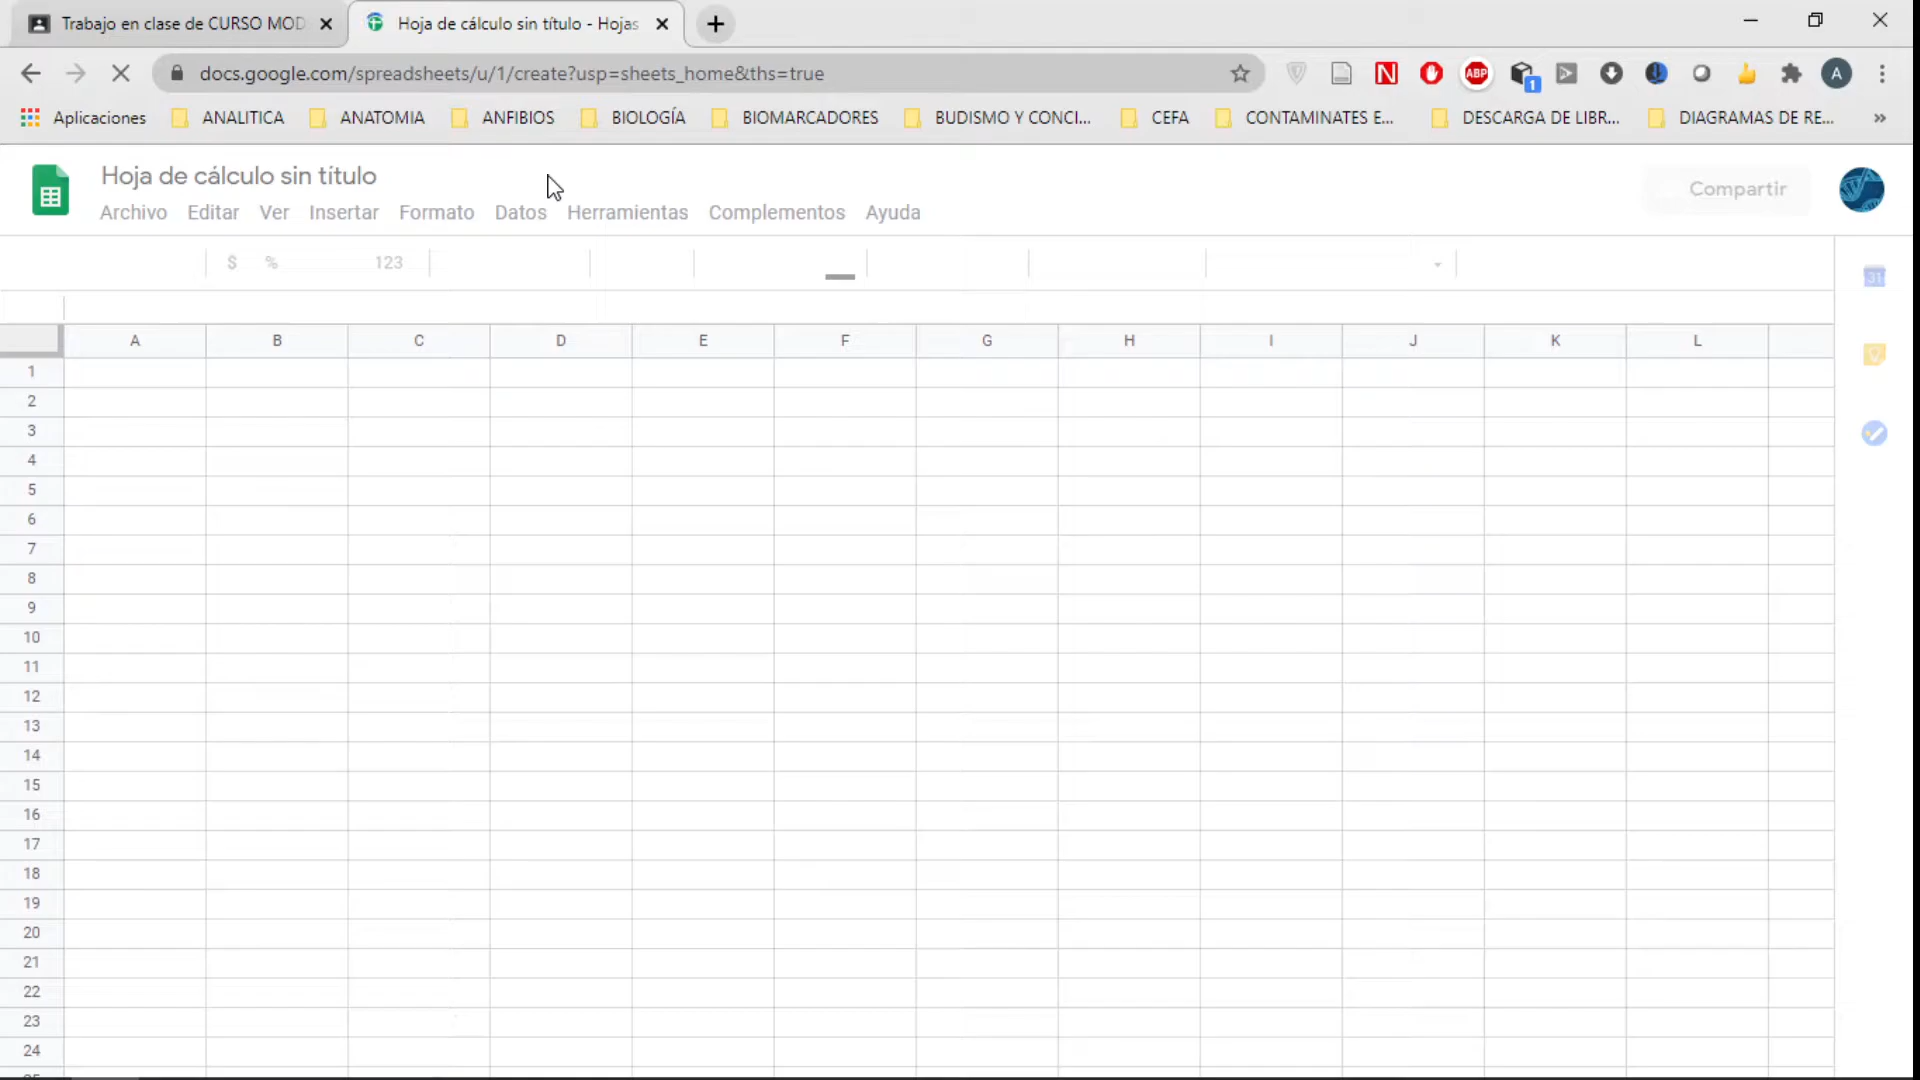 Trabajo en clase de CURSO MOD
Hoja de cálculo sin título - Hojas
docs.google.com/spreadsheets/u/1/create?usp=sheets_home&ths=true
N
ABP
1
A
Aplicaciones ANALITICA ANATOMIA ANFIBIOS BIOLOGÍA BIOMARCADORES BUDISMO Y CONCI... CEFA CONTAMINATES E... DESCARGA DE LIBR... DIAGRAMAS DE RE... »
Hoja de cálculo sin título
Compartir
Archivo Editar Ver Insertar Formato Datos Herramientas Complementos Ayuda
$ % 123
31
A B C D E F G H I J K L
1
2
3
4
5
6
7
8
9
10
11
12
13
14
15
16
17
18
19
20
21
22
23
24